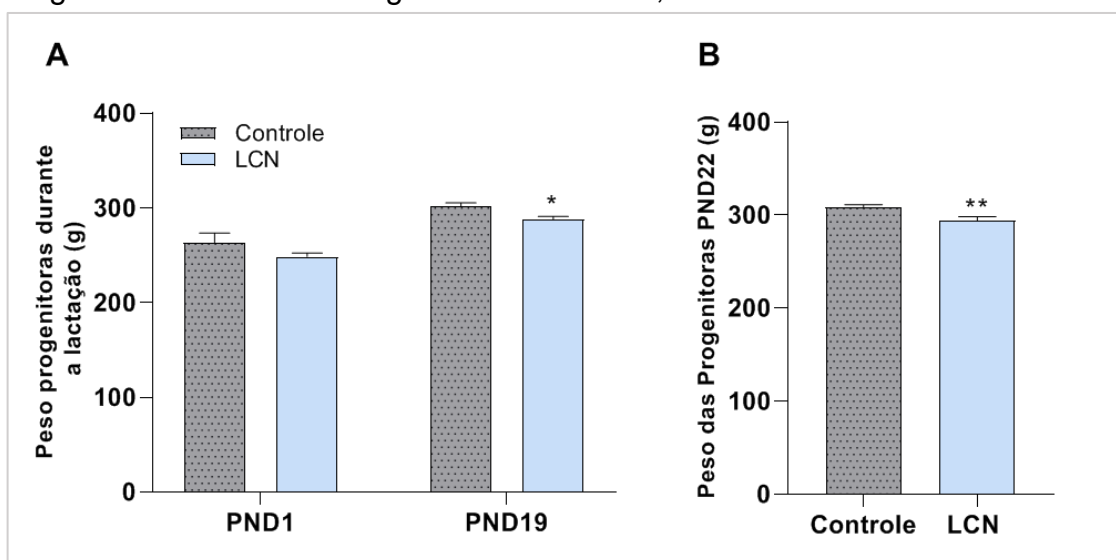 A
Peso progenitoras durante
a lactação (g)
400
300
200
100
0
Controle
LCN
*
PND1
PND19
B
Peso das Progenitoras PND22 (g)
400
300
200
100
0
**
Controle
LCN